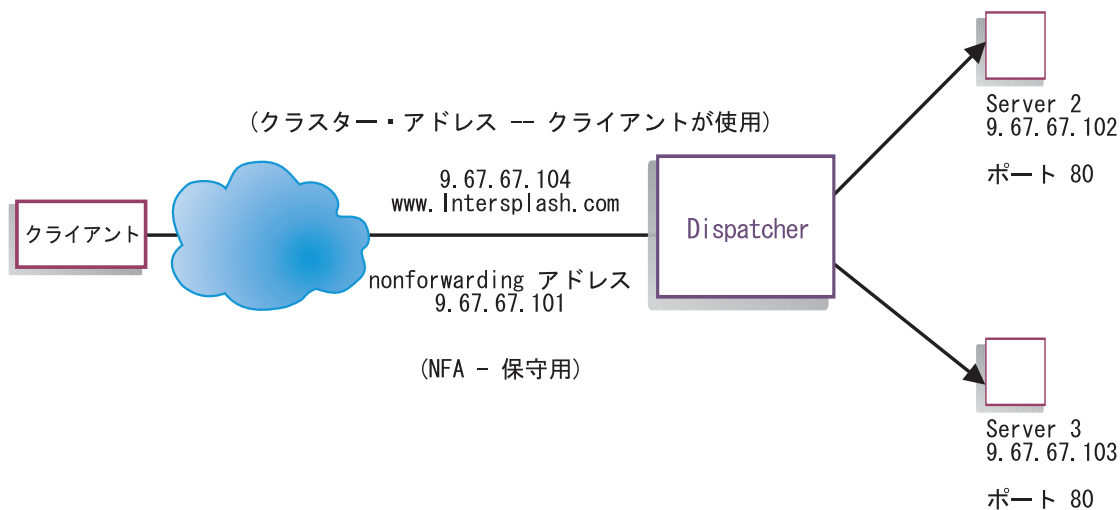 (クラスター・アドレス -- クライアントが使用)
9.67.67.104
www.Intersplash.com
クライアント
Dispatcher
nonforwarding アドレス
9.67.67.101
(NFA - 保守用)
Server 2
9.67.67.102
ポート 80
Server 3
9.67.67.103
ポート 80